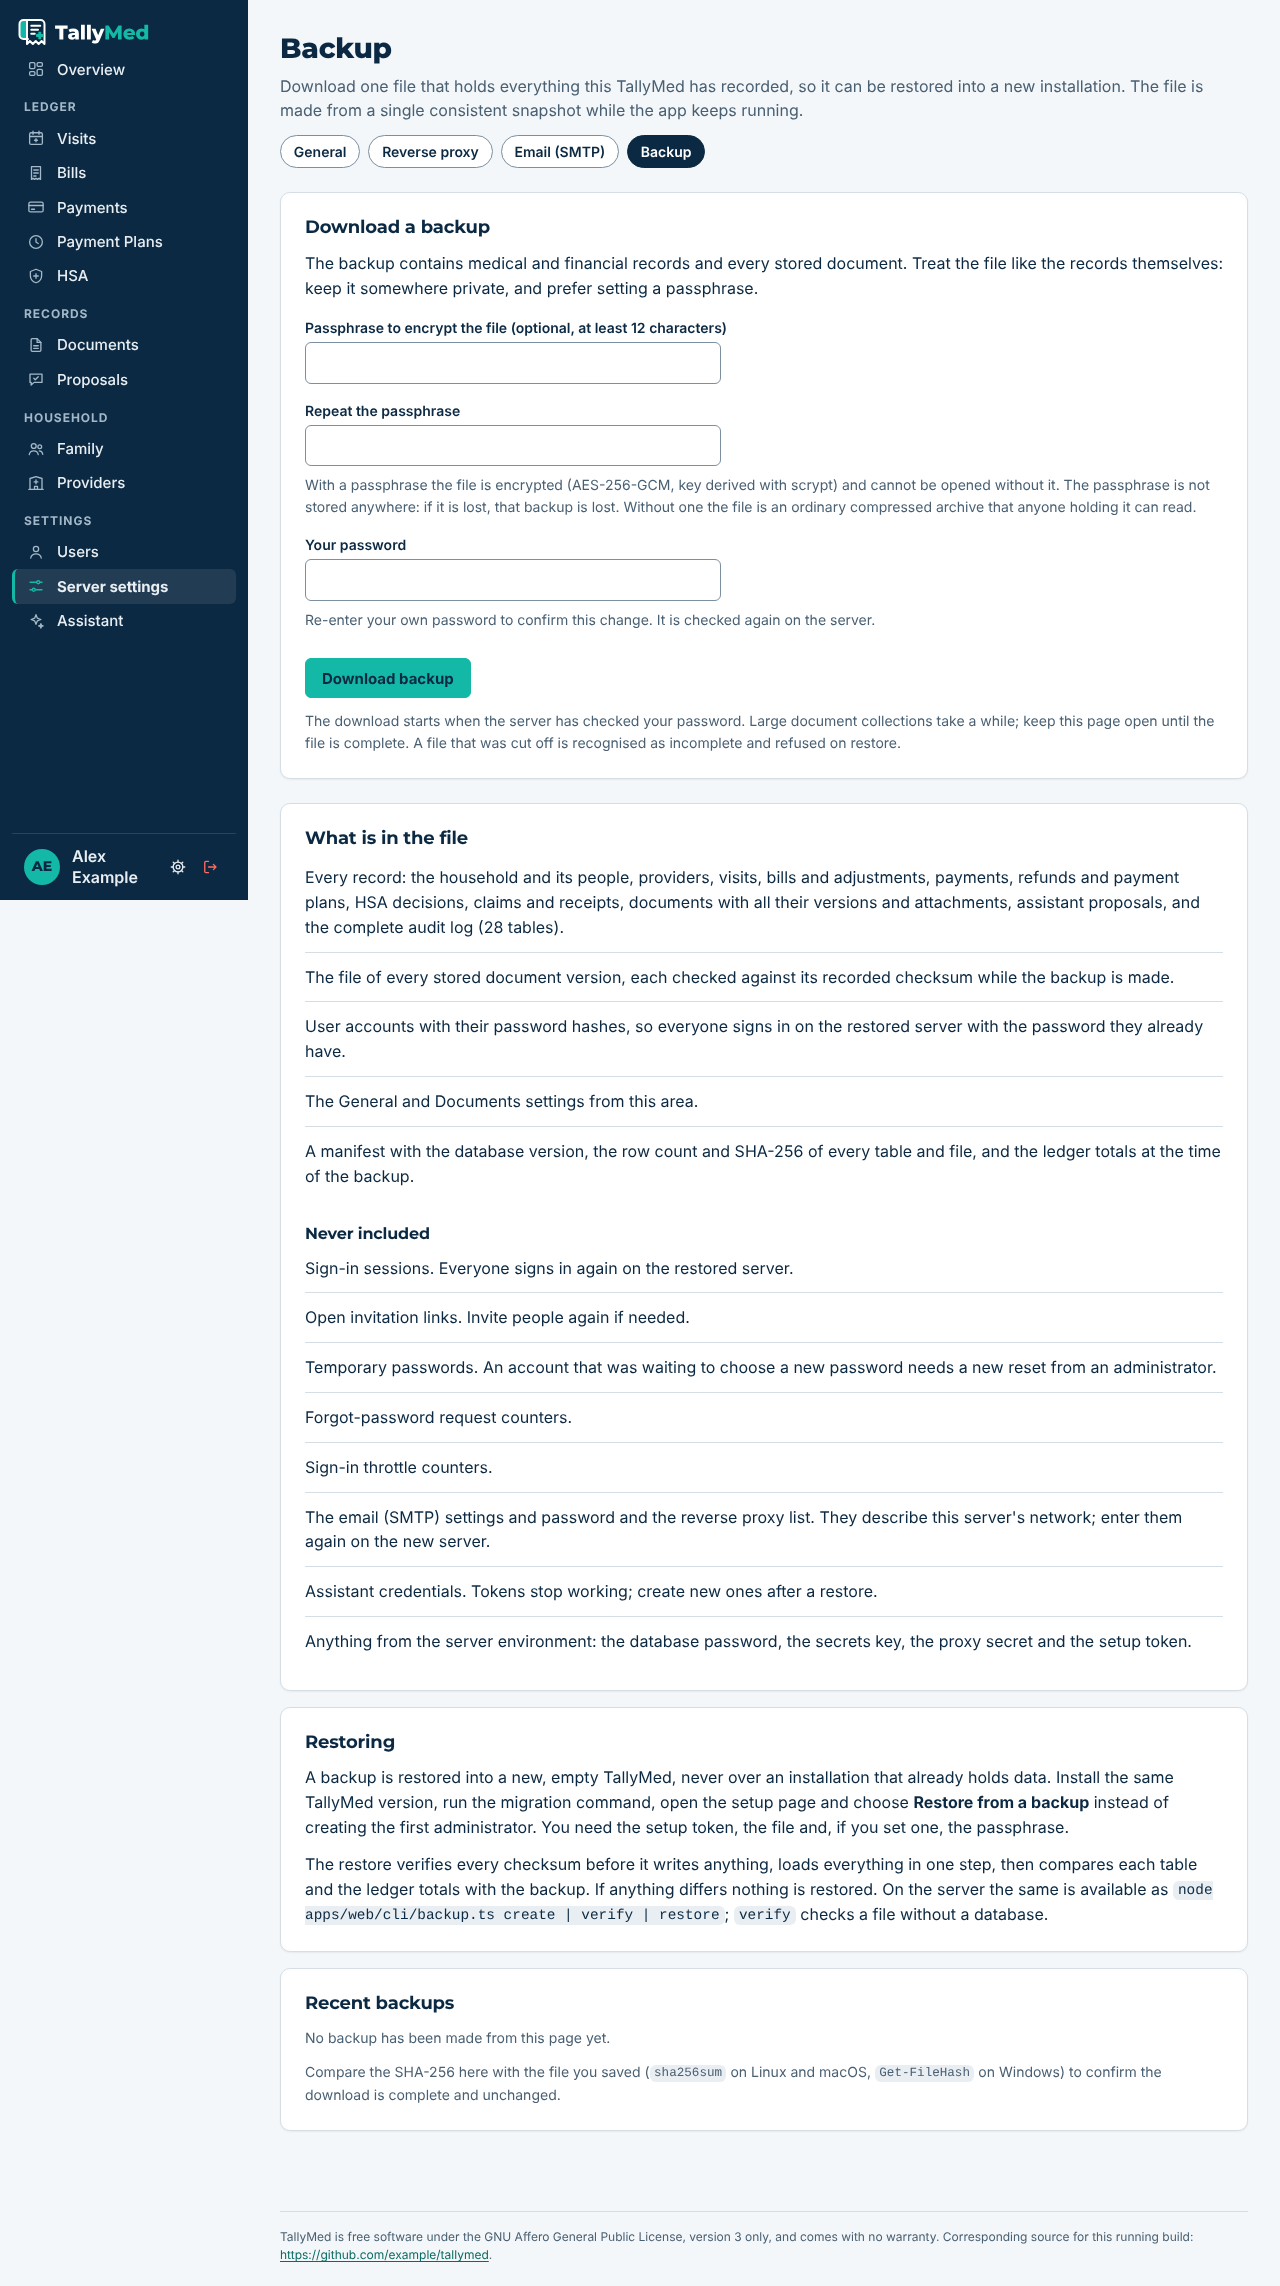 TallyMed
Overview
LEDGER
Visits
Bills
Payments
Payment Plans
HSA
RECORDS
Documents
Proposals
HOUSEHOLD
Family
Providers
SETTINGS
Users
Server settings
Assistant
AE
Alex
Example
Backup
Download one file that holds everything this TallyMed has recorded, so it can be restored into a new installation. The file is
made from a single consistent snapshot while the app keeps running.
General
Reverse proxy
Email (SMTP)
Backup
Download a backup
The backup contains medical and financial records and every stored document. Treat the file like the records themselves:
keep it somewhere private, and prefer setting a passphrase.
Passphrase to encrypt the file (optional, at least 12 characters)
Repeat the passphrase
With a passphrase the file is encrypted (AES-256-GCM, key derived with scrypt) and cannot be opened without it. The passphrase is not
stored anywhere: if it is lost, that backup is lost. Without one the file is an ordinary compressed archive that anyone holding it can read.
Your password
Re-enter your own password to confirm this change. It is checked again on the server.
Download backup
The download starts when the server has checked your password. Large document collections take a while; keep this page open until the
file is complete. A file that was cut off is recognised as incomplete and refused on restore.
What is in the file
Every record: the household and its people, providers, visits, bills and adjustments, payments, refunds and payment
plans, HSA decisions, claims and receipts, documents with all their versions and attachments, assistant proposals, and
the complete audit log (28 tables).
The file of every stored document version, each checked against its recorded checksum while the backup is made.
User accounts with their password hashes, so everyone signs in on the restored server with the password they already
have.
The General and Documents settings from this area.
A manifest with the database version, the row count and SHA-256 of every table and file, and the ledger totals at the time
of the backup.
Never included
Sign-in sessions. Everyone signs in again on the restored server.
Open invitation links. Invite people again if needed.
Temporary passwords. An account that was waiting to choose a new password needs a new reset from an administrator.
Forgot-password request counters.
Sign-in throttle counters.
The email (SMTP) settings and password and the reverse proxy list. They describe this server's network; enter them
again on the new server.
Assistant credentials. Tokens stop working; create new ones after a restore.
Anything from the server environment: the database password, the secrets key, the proxy secret and the setup token.
Restoring
A backup is restored into a new, empty TallyMed, never over an installation that already holds data. Install the same
TallyMed version, run the migration command, open the setup page and choose Restore from a backup instead of
creating the first administrator. You need the setup token, the file and, if you set one, the passphrase.
The restore verifies every checksum before it writes anything, loads everything in one step, then compares each table
and the ledger totals with the backup. If anything differs nothing is restored. On the server the same is available as node
apps/web/cli/backup.ts create | verify | restore; verify checks a file without a database.
Recent backups
No backup has been made from this page yet.
Compare the SHA-256 here with the file you saved (sha256sum on Linux and macOS, Get-FileHash on Windows) to confirm the
download is complete and unchanged.
TallyMed is free software under the GNU Affero General Public License, version 3 only, and comes with no warranty. Corresponding source for this running build:
https://github.com/example/tallymed.